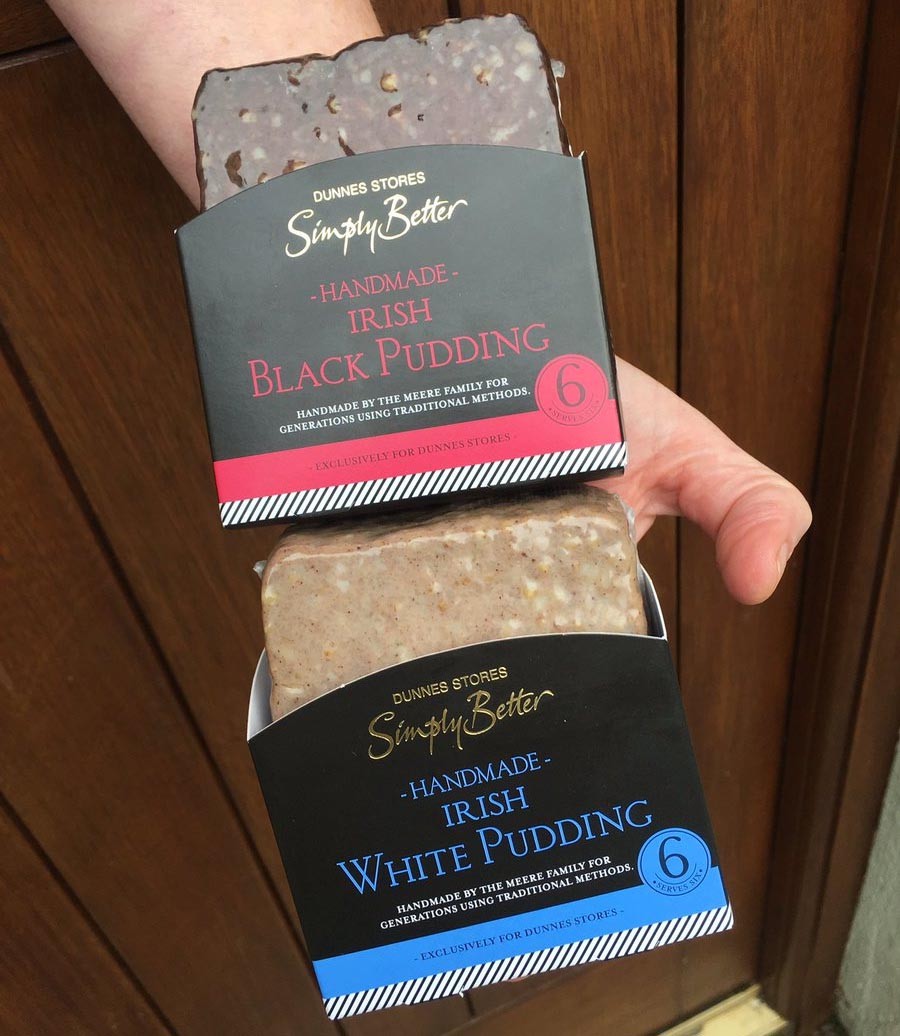 DUNNES STORES
Simply Better
- HANDMADE -
IRISH
BLACK PUDDING
HANDMADE BY THE MEERE FAMILY FOR
GENERATIONS USING TRADITIONAL METHODS.
6
• SERVES SIX •
- EXCLUSIVELY FOR DUNNES STORES -
DUNNES STORES
Simply Better
- HANDMADE -
IRISH
WHITE PUDDING
HANDMADE BY THE MEERE FAMILY FOR
GENERATIONS USING TRADITIONAL METHODS.
6
• SERVES SIX •
- EXCLUSIVELY FOR DUNNES STORES -